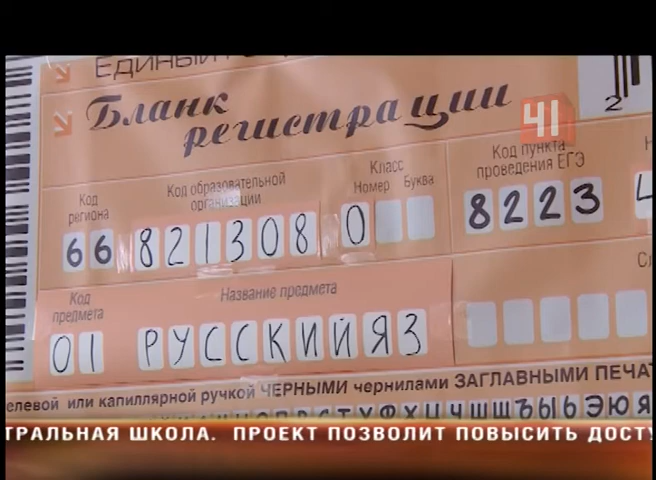 ЕДИНЫЙ
Бланк
регистрации
41
2
Код
региона
Код образовательной
организации
Класс
Номер Буква
Код пункта
проведения ЕГЭ
66 821308 0 8223
Код
предмета
Название предмета
01 РУССКИЙЯЗ
елевой или капиллярной ручкой ЧЕРНЫМИ чернилами ЗАГЛАВНЫМИ ПЕЧАТ
ПРСТУФХЦЧШЩЪЫЬЭЮЯ
ТРАЛЬНАЯ ШКОЛА. ПРОЕКТ ПОЗВОЛИТ ПОВЫСИТЬ ДОСТУ